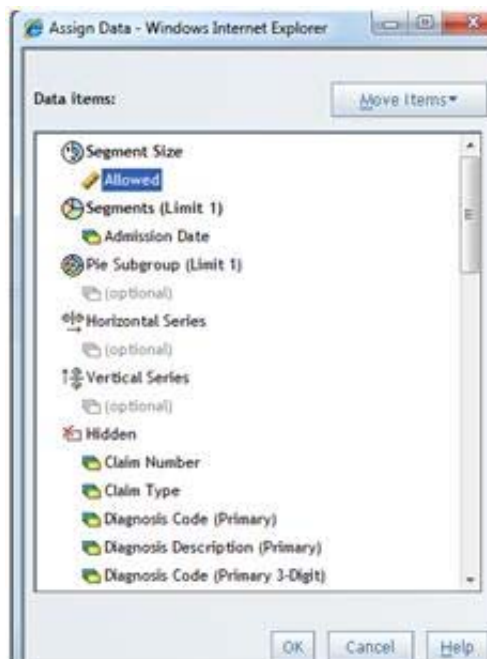 Assign Data - Windows Internet Explorer
Data items:
Move Items
Segment Size
Allowed
Segments (Limit 1)
Admission Date
Pie Subgroup (Limit 1)
(optional)
Horizontal Series
(optional)
Vertical Series
(optional)
Hidden
Claim Number
Claim Type
Diagnosis Code (Primary)
Diagnosis Description (Primary)
Diagnosis Code (Primary 3-Digit)
OK Cancel Help